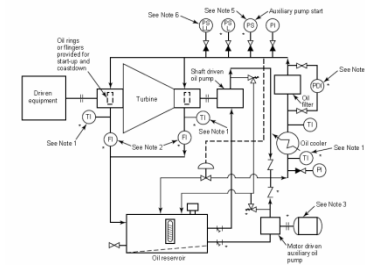 See Note 6
See Note 5
Auxiliary pump start
PS
LL
PS
L
PS
PI
Oil rings
or flingers
provided for
start-up and
coastdown
Shaft driven
oil pump
See Note
PDI
Driven
equipment
Turbine
Oil
filter
TI
TI
TI
See Note 1
See Note 1
FI
See Note 2
FI
Oil cooler
TI
See Note 1
PI
See Note 3
Oil reservoir
Motor driven
auxiliary oil
pump